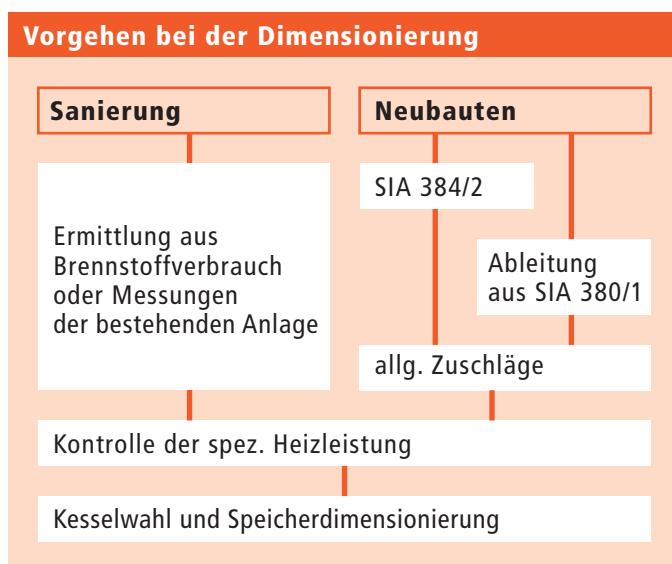 Vorgehen bei der Dimensionierung
Sanierung
Ermittlung aus
Brennstoffverbrauch
oder Messungen
der bestehenden Anlage
Neubauten
SIA 384/2
Ableitung
aus SIA 380/1
allg. Zuschläge
Kontrolle der spez. Heizleistung
Kesselwahl und Speicherdimensionierung